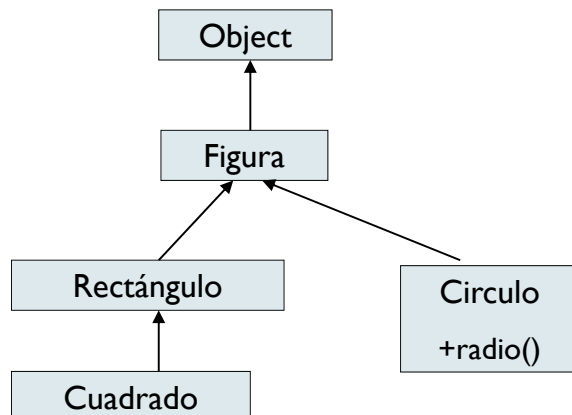 Object
Figura
Rectángulo
Circulo
+radio()
Cuadrado